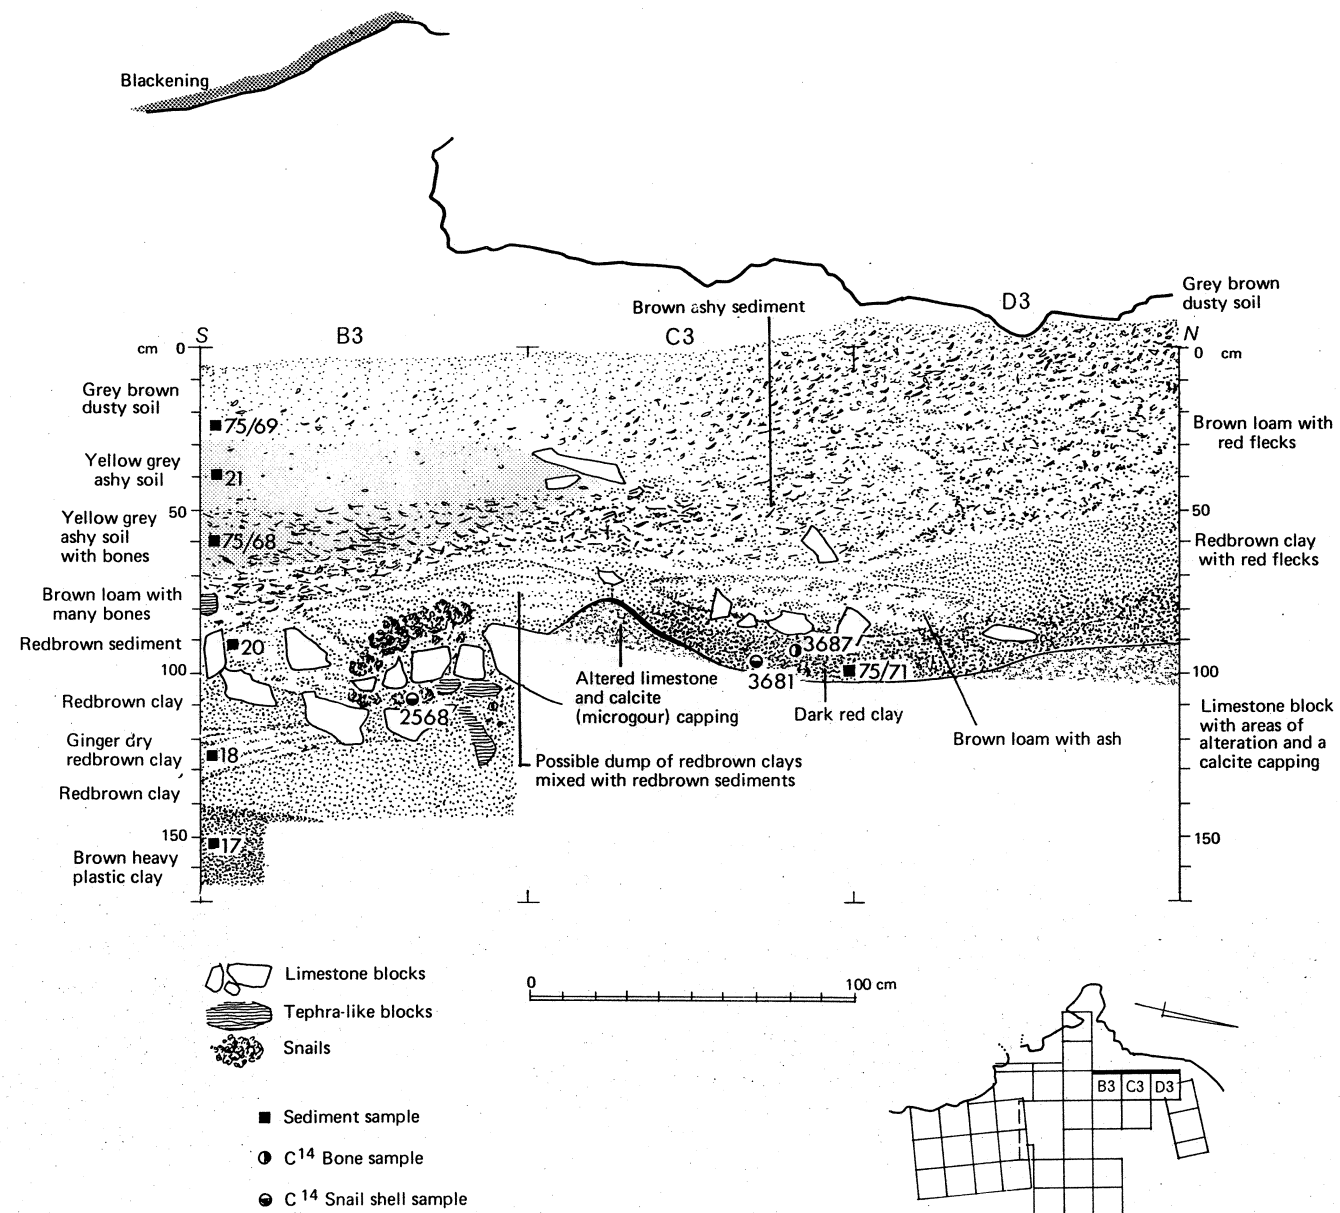 Blackening
Grey brown
dusty soil
D3
Brown ashy sediment
S
B3
C3
N
cm 0
0 cm
Grey brown
dusty soil
75/69
Brown loam with
red flecks
Yellow grey
ashy soil
21
50
50
Yellow grey
ashy soil
with bones
75/68
Redbrown clay
with red flecks
Brown loam with
many bones
Redbrown sediment
20
3687
100
3681
75/71
100
Altered limestone
and calcite
(microgour) capping
Redbrown clay
2568
Dark red clay
Limestone block
with areas of
alteration and a
calcite capping
Ginger dry
redbrown clay
18
Brown loam with ash
Possible dump of redbrown clays
mixed with redbrown sediments
Redbrown clay
150
150
17
Brown heavy
plastic clay
Limestone blocks
0
100 cm
Tephra-like blocks
Snails
B3 C3 D3
Sediment sample
C14 Bone sample
C14 Snail shell sample